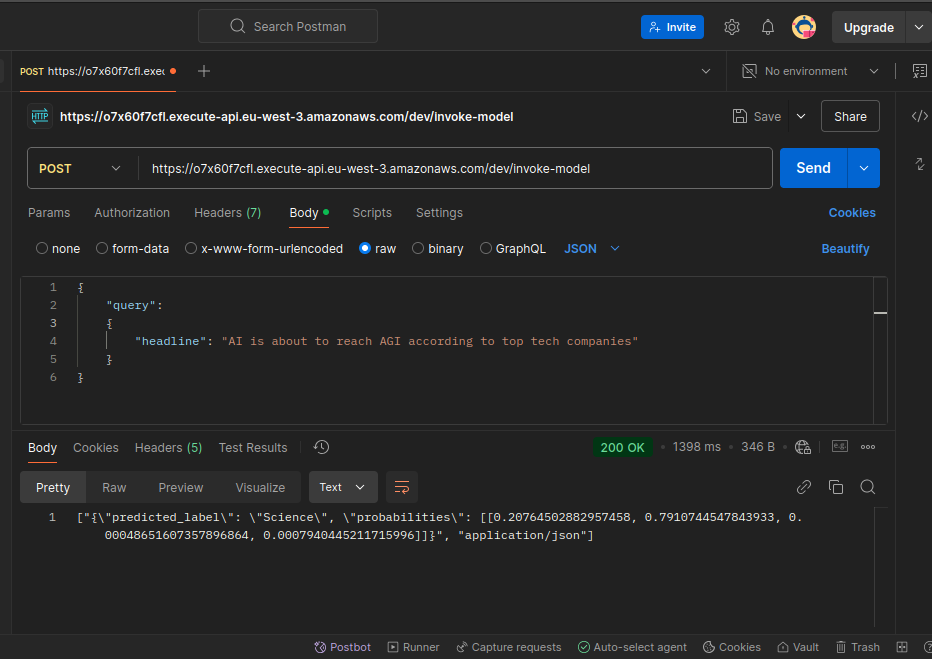 Search Postman
Invite
Upgrade
POST https://o7x60f7cfl.exec
No environment
HTTP
https://o7x60f7cfl.execute-api.eu-west-3.amazonaws.com/dev/invoke-model
Save
Share
POST
https://o7x60f7cfl.execute-api.eu-west-3.amazonaws.com/dev/invoke-model
Send
Params Authorization Headers (7) Body Scripts Settings Cookies
none form-data x-www-form-urlencoded raw binary GraphQL JSON Beautify
1 {
2 "query":
3 {
4 "headline": "AI is about to reach AGI according to top tech companies"
5 }
6 }
Body Cookies Headers (5) Test Results 200 OK 1398 ms 346 B e.g.
Pretty Raw Preview Visualize Text
1 ["{\"predicted_label\": \"Science\", \"probabilities\": [[0.20764502882957458, 0.7910744547843933, 0.
00048651607357896864, 0.0007940445211715996]]}", "application/json"]
Postbot Runner Capture requests Auto-select agent Cookies Vault Trash